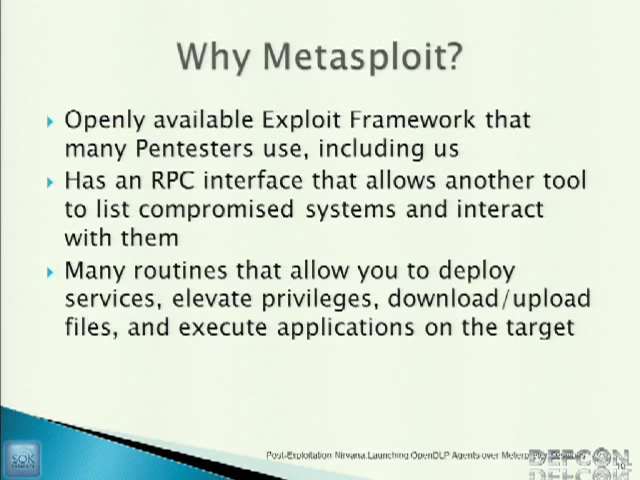 Why Metasploit?
Openly available Exploit Framework that
many Pentesters use, including us
Has an RPC interface that allows another tool
to list compromised systems and interact
with them
Many routines that allow you to deploy
services, elevate privileges, download/upload
files, and execute applications on the target
Post-Exploitation Nirvana: Launching OpenDLP Agents over
DEFCON
SOK